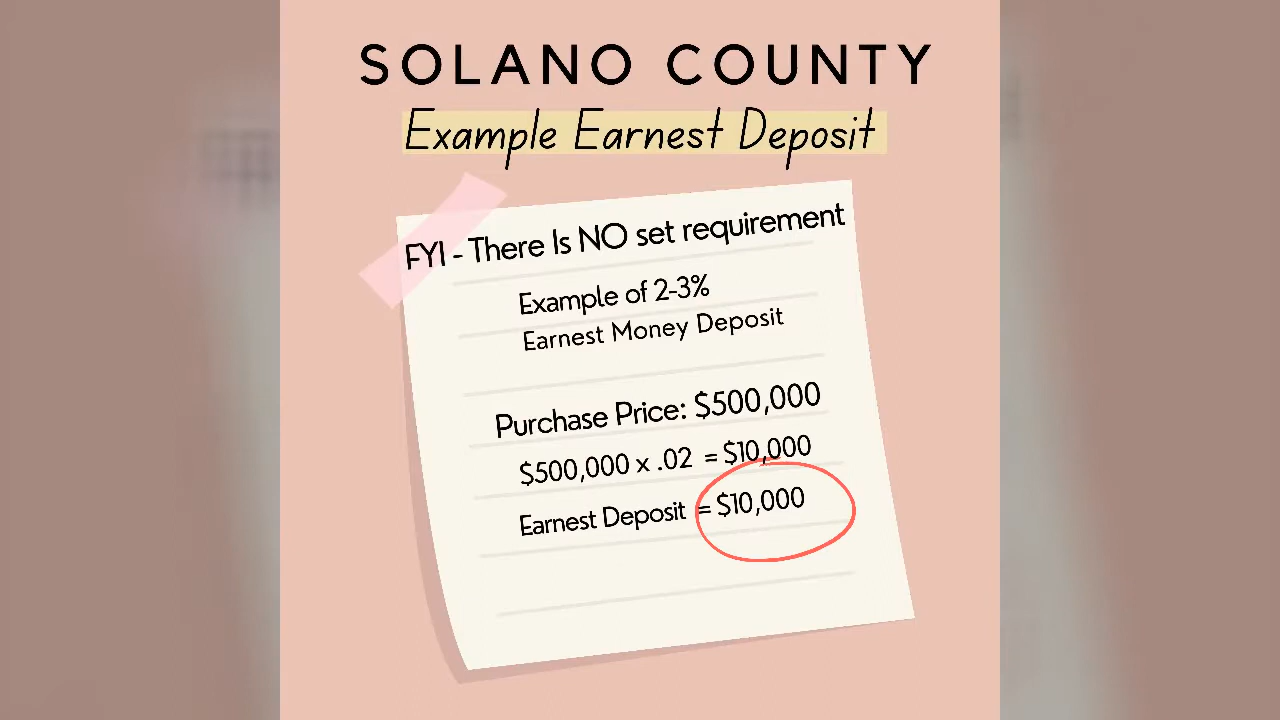 SOLANO COUNTY
Example Earnest Deposit
FYI - There Is NO set requirement
Example of 2-3%
Earnest Money Deposit
Purchase Price: $500,000
$500,000 x .02 = $10,000
Earnest Deposit = $10,000